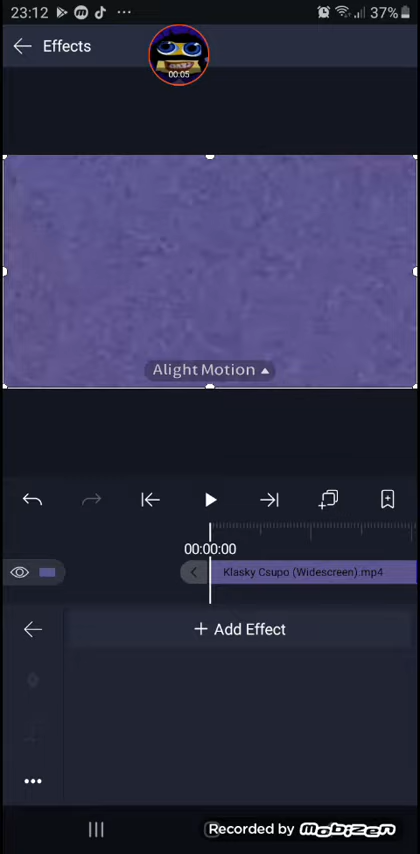 23:12
37%
Effects
00:05
Alight Motion
00:00:00
Klasky Csupo (Widescreen).mp4
+ Add Effect
Recorded by mobizen